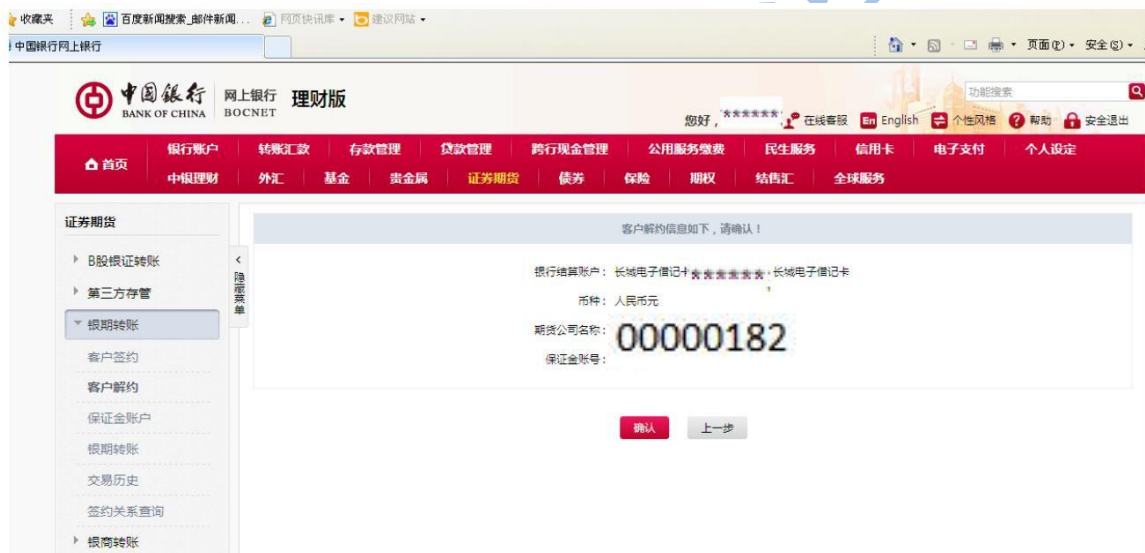 收藏夹 百度新闻搜索_邮件新闻... 网页快讯库 建议网站
中国银行网上银行 页面(P) 安全(S)
中国銀行 网上银行 理财版
BANK OF CHINA BOCNET
功能搜索
您好，******, 在线客服 En English 个性风格 帮助 安全退出
首页
银行账户 转账汇款 存款管理 贷款管理 跨行现金管理 公用服务缴费 民生服务 信用卡 电子支付 个人设定
中银理财 外汇 基金 贵金属 证券期货 债券 保险 期权 结售汇 全球服务
证券期货
客户解约信息如下，请确认！
B股银证转账
第三方存管
银期转账
客户签约
客户解约
保证金账户
银期转账
交易历史
签约关系查询
银商转账
隐藏菜单
银行结算账户： 长城电子借记卡******* 长城电子借记卡
币种： 人民币元
期货公司名称：
00000182
保证金账号：
确认 上一步